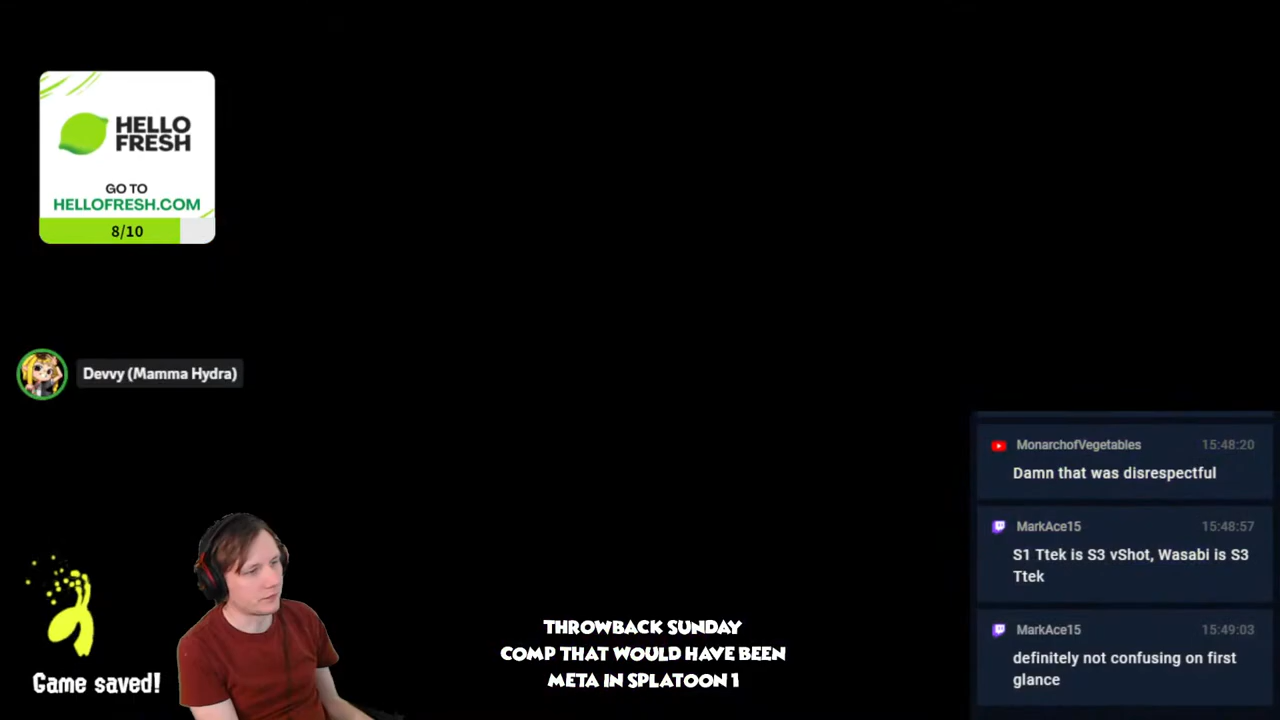 HELLO
FRESH
GO TO
HELLOFRESH.COM
8/10
Devvy (Mamma Hydra)
MonarchofVegetables 15:48:20
Damn that was disrespectful
MarkAce15 15:48:57
S1 Ttek is S3 vShot, Wasabi is S3
Ttek
MarkAce15 15:49:03
definitely not confusing on first
glance
Game saved!
THROWBACK SUNDAY
COMP THAT WOULD HAVE BEEN
META IN SPLATOON 1